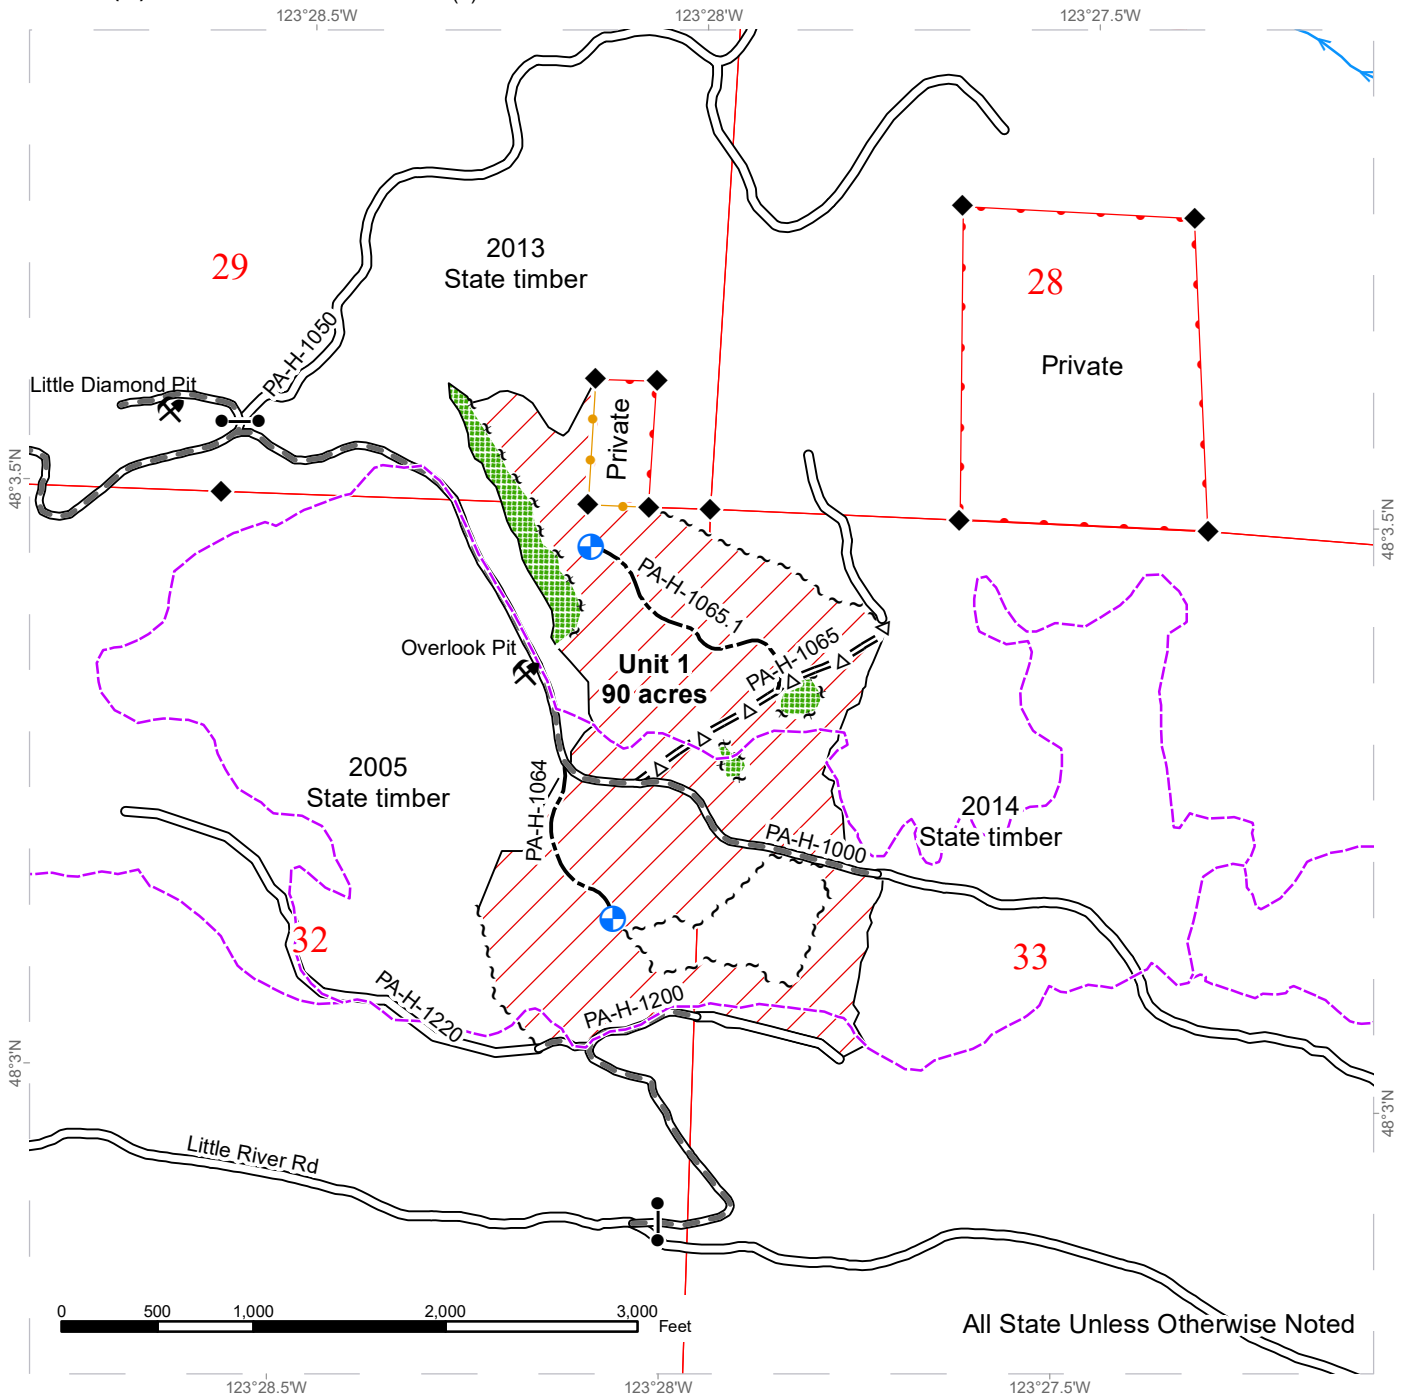 123°28.5'W
123°28'W
123°27.5'W
29
2013
State timber
28
Private
PA-H-1050
Little Diamond Pit
Private
48°3.5'N
48°3.5'N
PA-H-1065.1
Overlook Pit
Unit 1
90 acres
PA-H-1065
2005
State timber
PA-H-1064
2014
State timber
PA-H-1000
32
33
PA-H-1220
PA-H-1200
48°3'N
48°3'N
Little River Rd
0 500 1,000 2,000 3,000
Feet
All State Unless Otherwise Noted
123°28.5'W
123°28'W
123°27.5'W